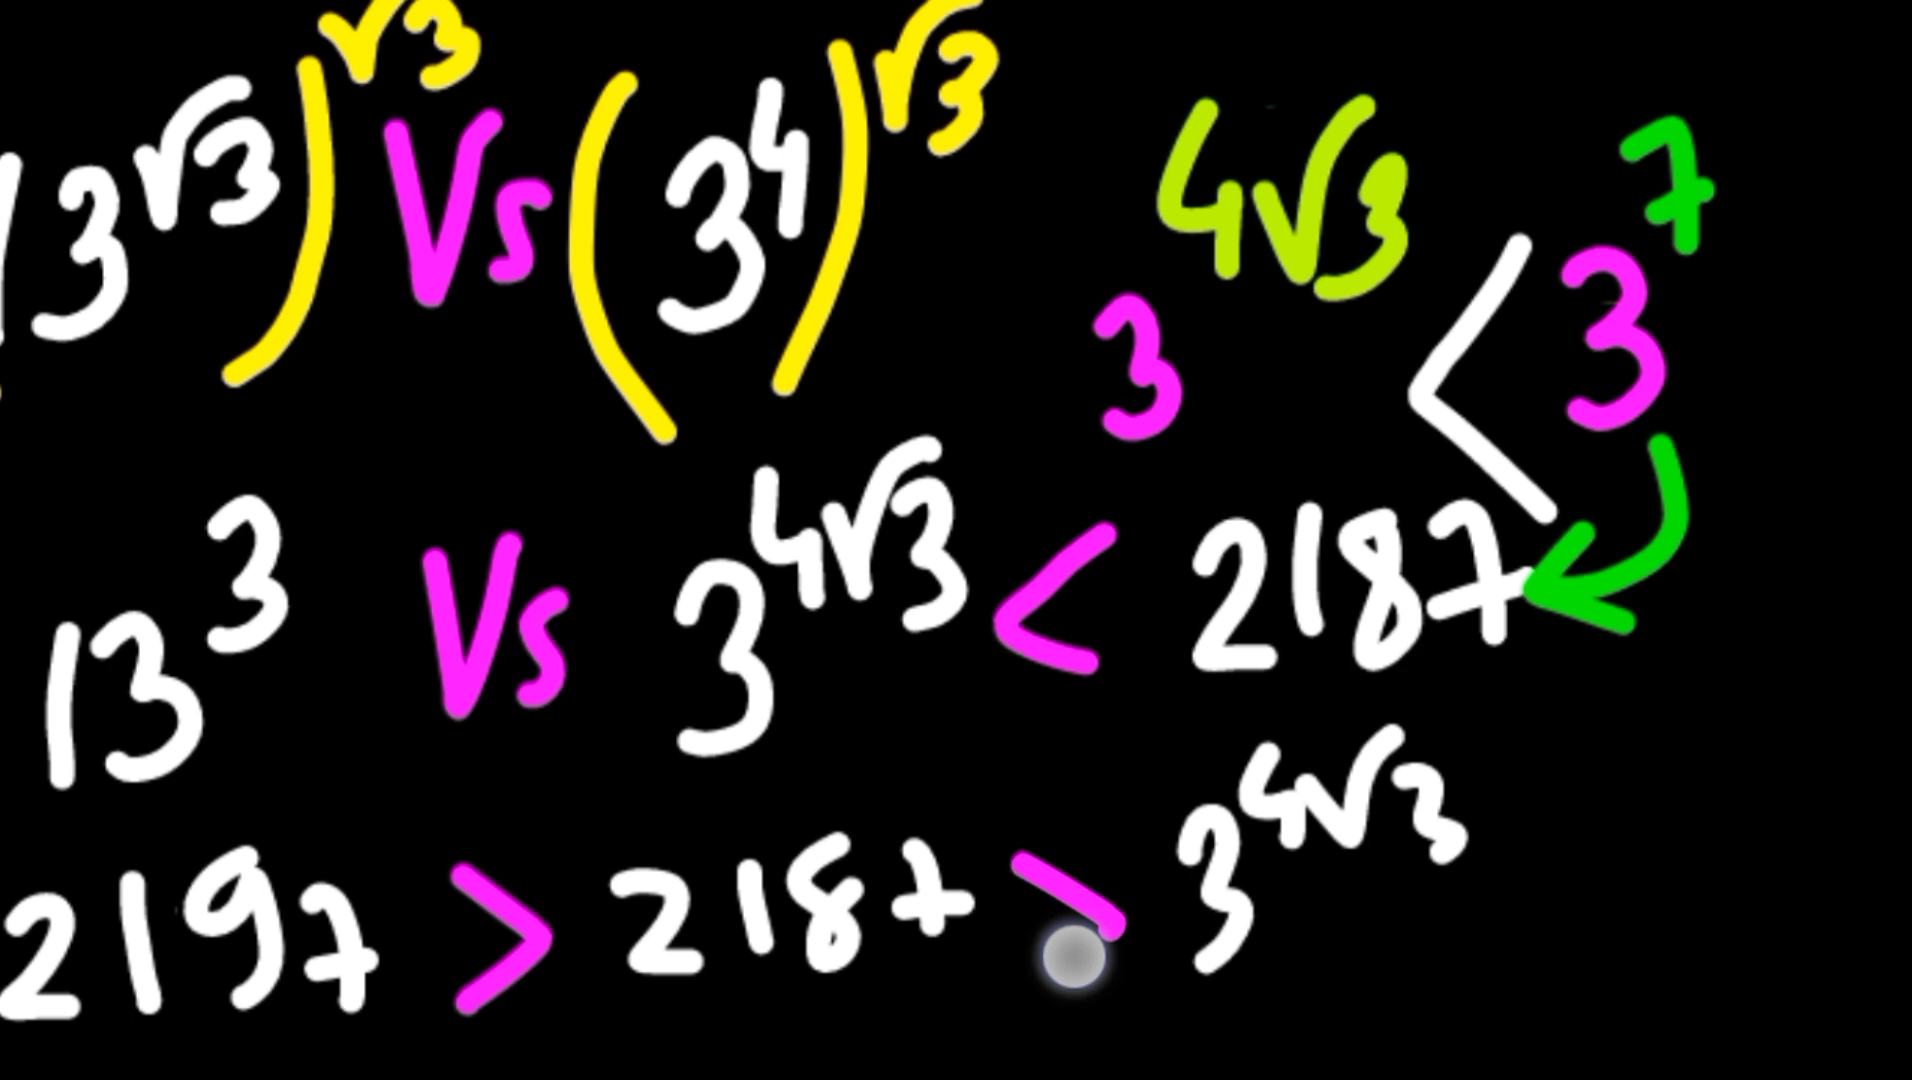 13^√3)^√3 Vs (3^4)^√3
3^4√3 < 3^7
13^3 Vs 3^4√3 < 2187
2197 > 2187 > 3^4√3